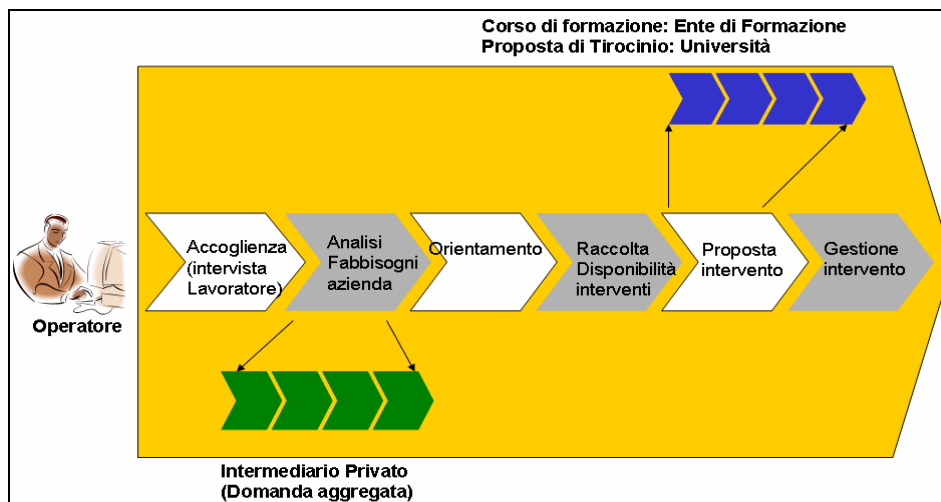 Corso di formazione: Ente di Formazione
Proposta di Tirocinio: Università
Accoglienza
(intervista
Lavoratore)
Analisi
Fabbisogni
azienda
Orientamento
Raccolta
Disponibilità
interventi
Proposta
intervento
Gestione
intervento
Operatore
Intermediario Privato
(Domanda aggregata)